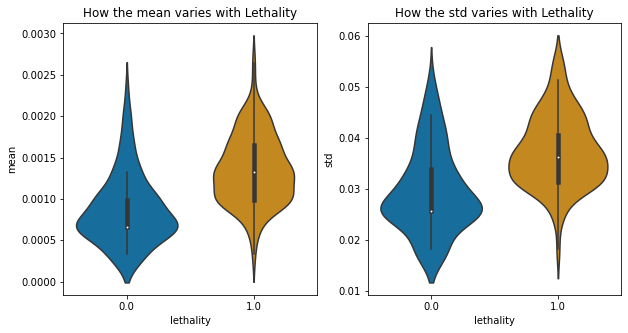 How the mean varies with Lethality
mean
0.0030
0.0025
0.0020
0.0015
0.0010
0.0005
0.0000
0.0
1.0
lethality
How the std varies with Lethality
std
0.06
0.05
0.04
0.03
0.02
0.01
0.0
1.0
lethality